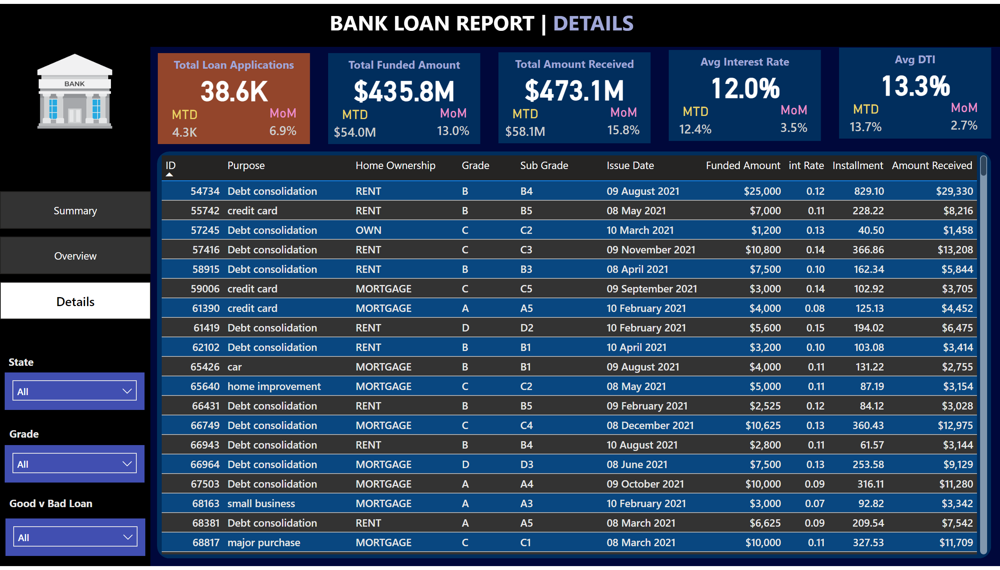 BANK LOAN REPORT | DETAILS
BANK
Total Loan Applications
38.6K
MTD MoM
4.3K 6.9%
Total Funded Amount
$435.8M
MTD MoM
$54.0M 13.0%
Total Amount Received
$473.1M
MTD MoM
$58.1M 15.8%
Avg Interest Rate
12.0%
MTD MoM
12.4% 3.5%
Avg DTI
13.3%
MTD MoM
13.7% 2.7%
Summary
Overview
Details
State
All
Grade
All
Good v Bad Loan
All
ID Purpose Home Ownership Grade Sub Grade Issue Date Funded Amount int Rate Installment Amount Received
54734 Debt consolidation RENT B B4 09 August 2021 $25,000 0.12 829.10 $29,330
55742 credit card RENT B B5 08 May 2021 $7,000 0.11 228.22 $8,216
57245 Debt consolidation OWN C C2 10 March 2021 $1,200 0.13 40.50 $1,458
57416 Debt consolidation RENT C C3 09 November 2021 $10,800 0.14 366.86 $13,208
58915 Debt consolidation RENT B B3 08 April 2021 $7,500 0.10 162.34 $5,844
59006 credit card MORTGAGE C C5 09 September 2021 $3,000 0.14 102.92 $3,705
61390 credit card MORTGAGE A A5 10 February 2021 $4,000 0.08 125.13 $4,452
61419 Debt consolidation RENT D D2 10 February 2021 $5,600 0.15 194.02 $6,475
62102 Debt consolidation RENT B B1 10 April 2021 $3,200 0.10 103.08 $3,414
65426 car MORTGAGE B B1 09 August 2021 $4,000 0.11 131.22 $2,755
65640 home improvement MORTGAGE C C2 08 May 2021 $5,000 0.11 87.19 $3,154
66431 Debt consolidation RENT B B5 09 February 2021 $2,525 0.12 84.12 $3,028
66749 Debt consolidation MORTGAGE C C4 08 December 2021 $10,625 0.13 360.43 $12,975
66943 Debt consolidation RENT B B4 10 August 2021 $2,800 0.11 61.57 $3,144
66964 Debt consolidation MORTGAGE D D3 08 June 2021 $7,500 0.13 253.58 $9,129
67503 Debt consolidation MORTGAGE A A4 09 October 2021 $10,000 0.09 316.11 $11,280
68163 small business MORTGAGE A A3 10 February 2021 $3,000 0.07 92.82 $3,342
68381 Debt consolidation RENT A A5 08 March 2021 $6,625 0.09 209.54 $7,542
68817 major purchase MORTGAGE C C1 08 March 2021 $10,000 0.11 327.53 $11,709